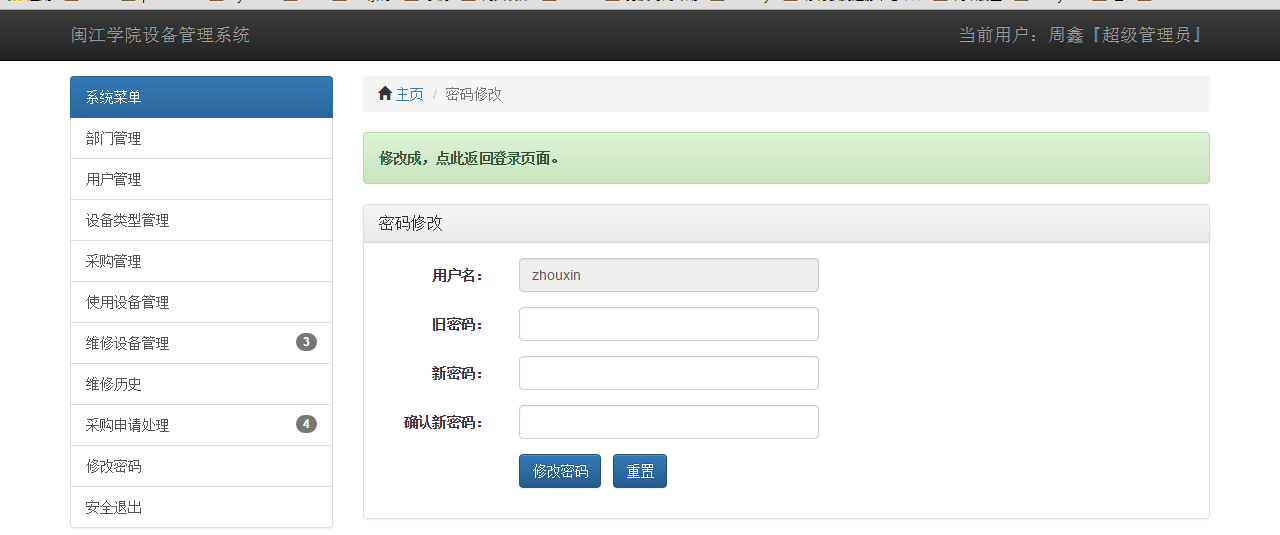 闽江学院设备管理系统
当前用户：周鑫『超级管理员』
系统菜单
部门管理
用户管理
设备类型管理
采购管理
使用设备管理
维修设备管理 3
维修历史
采购申请处理 4
修改密码
安全退出
主页 / 密码修改
修改成，点此返回登录页面。
密码修改
用户名： zhouxin
旧密码：
新密码：
确认新密码：
修改密码 重置